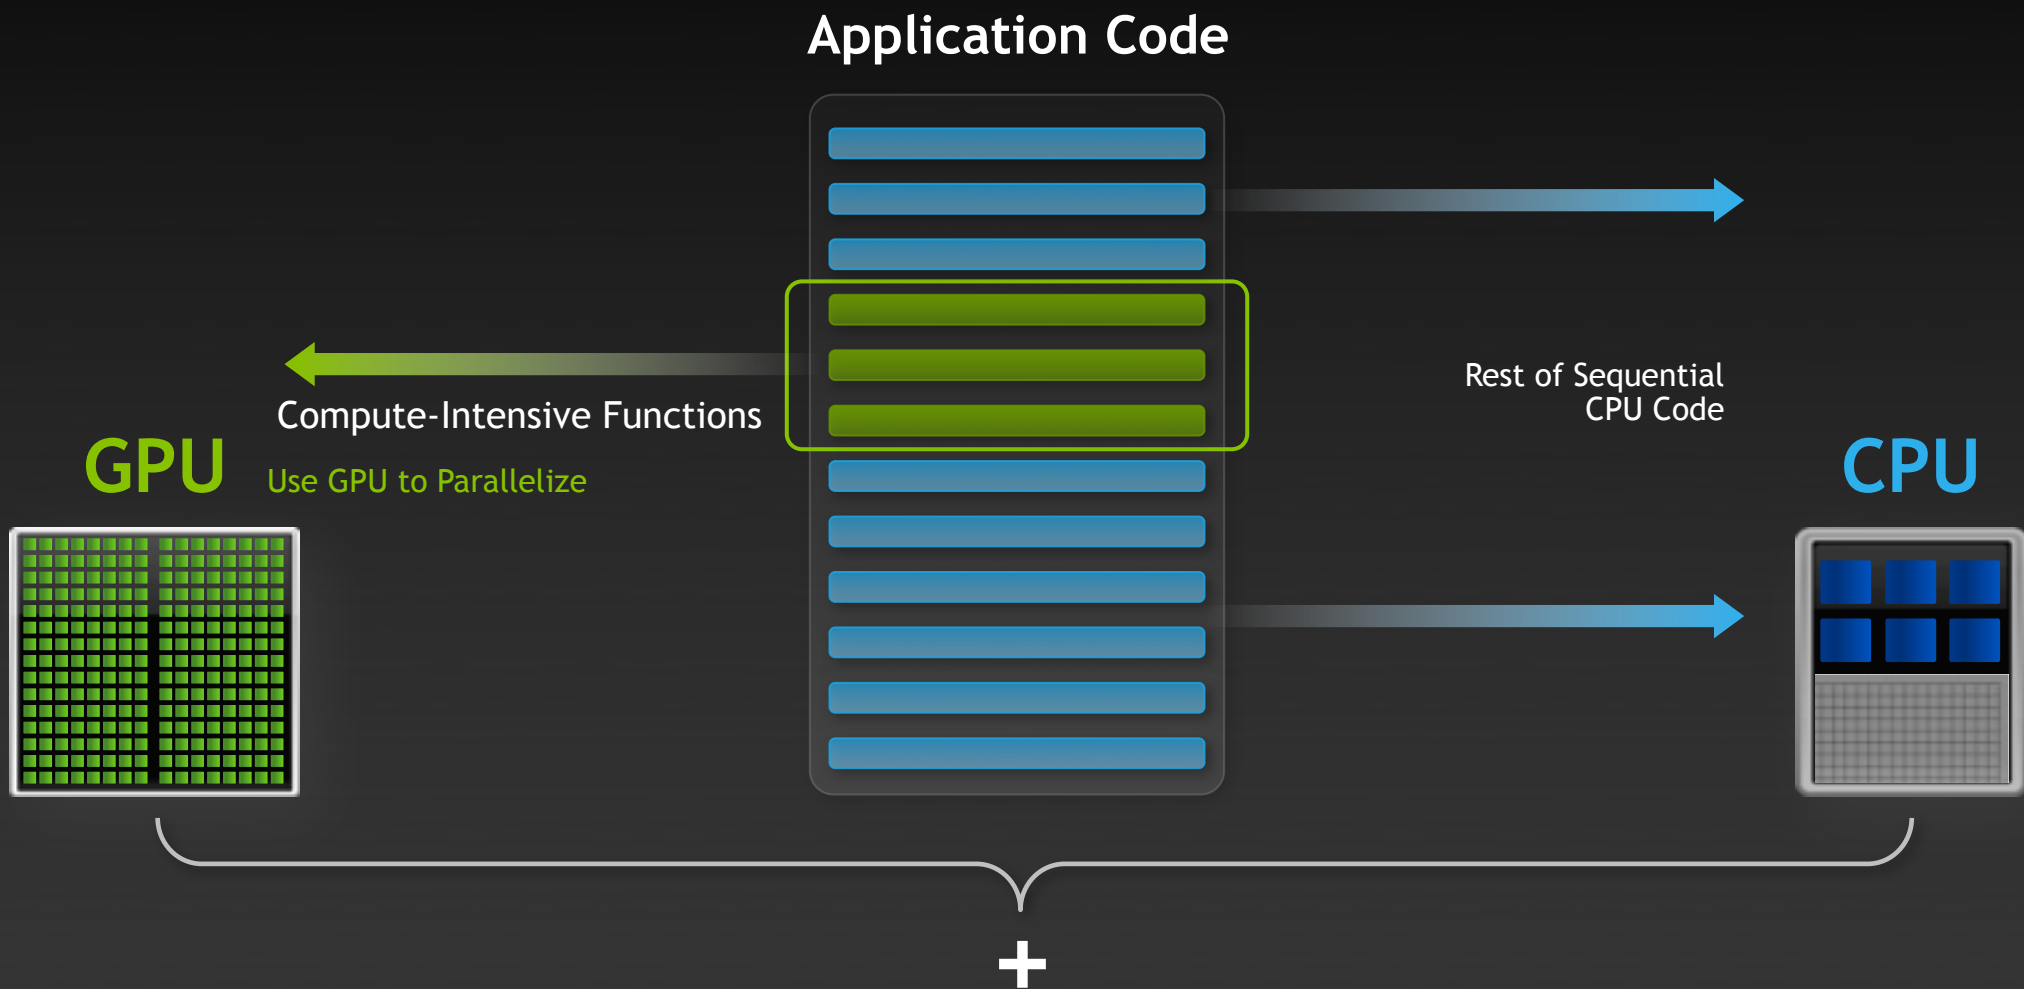 Application Code
Compute-Intensive Functions
GPU
Use GPU to Parallelize
Rest of Sequential
CPU Code
CPU
+